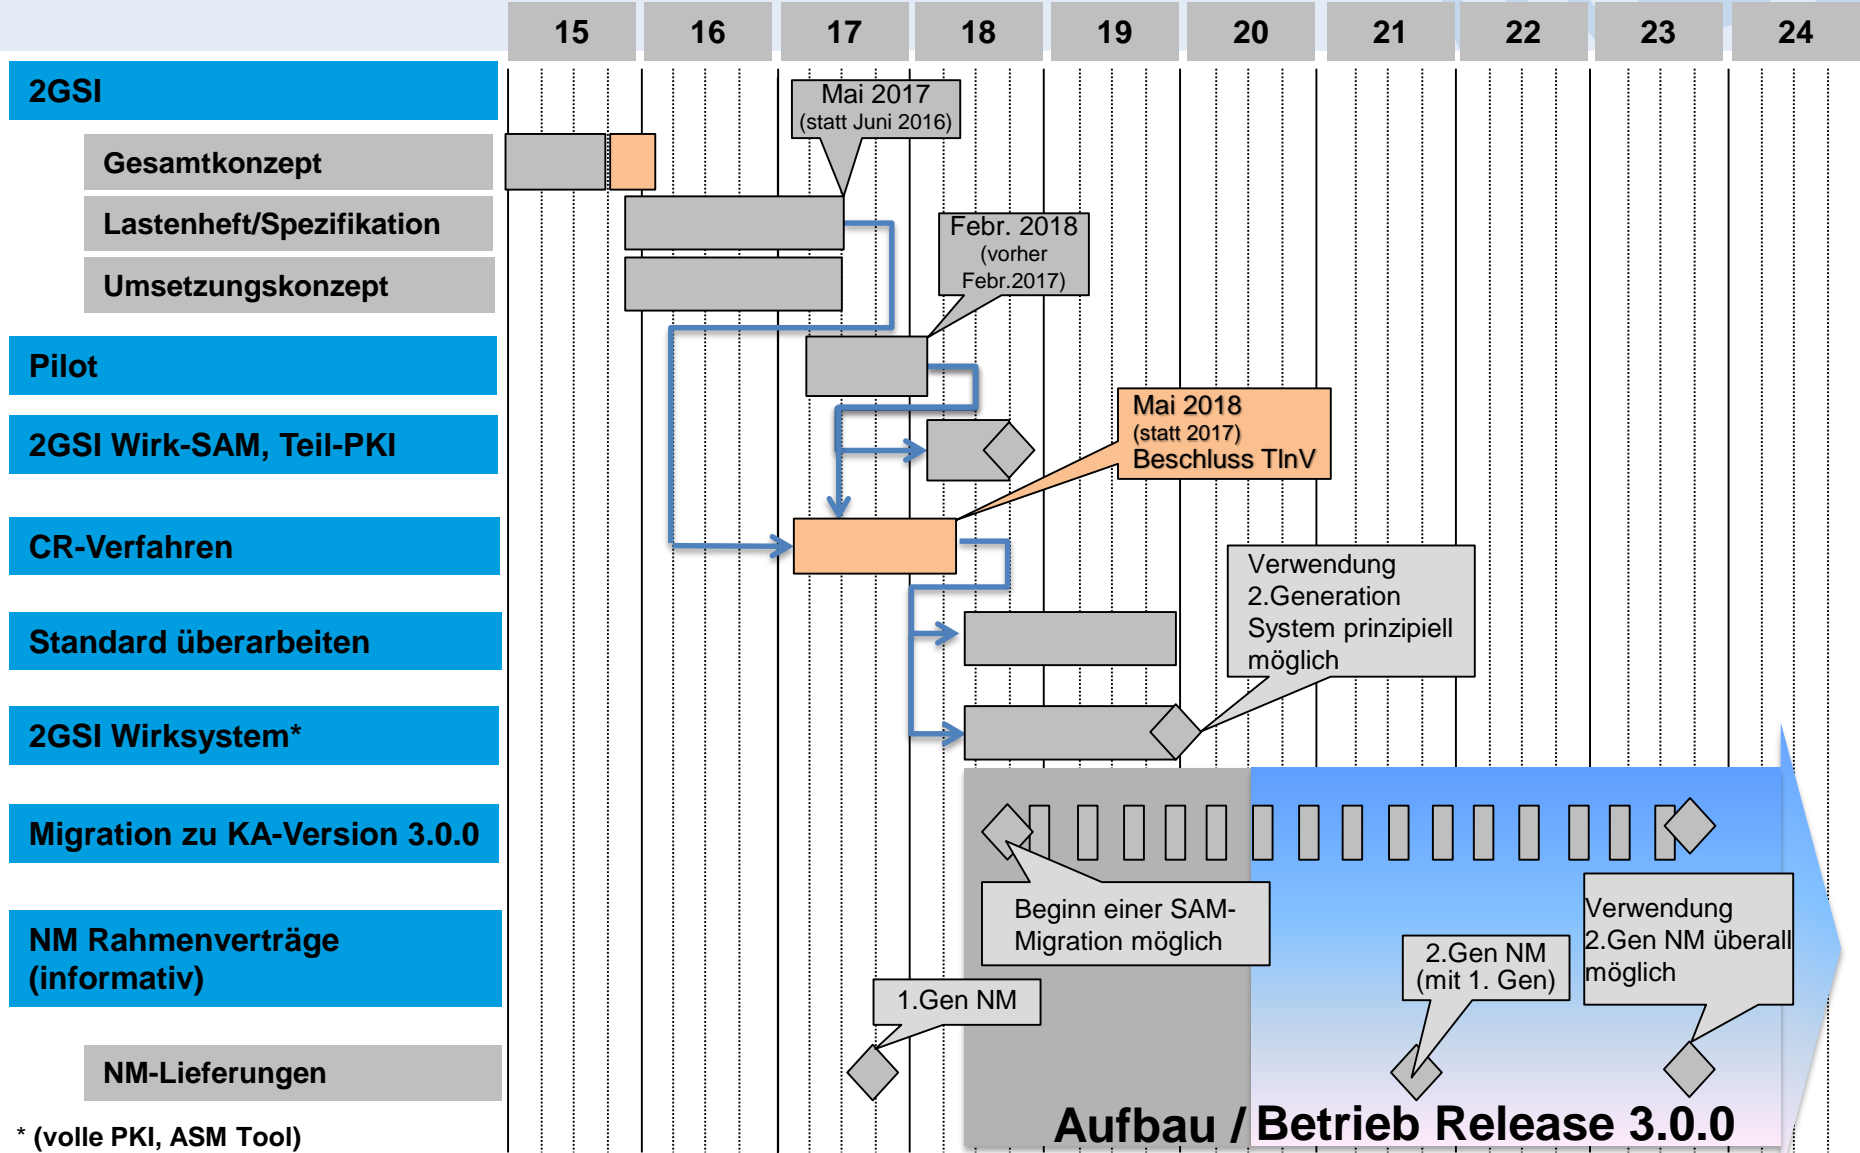 15 16 17 18 19 20 21 22 23 24
2GSI
Mai 2017
(statt Juni 2016)
Gesamtkonzept
Lastenheft/Spezifikation
Febr. 2018
(vorher
Febr.2017)
Umsetzungskonzept
Pilot
Mai 2018
(statt 2017)
Beschluss TlnV
2GSI Wirk-SAM, Teil-PKI
CR-Verfahren
Verwendung
2.Generation
System prinzipiell
möglich
Standard überarbeiten
2GSI Wirksystem*
Migration zu KA-Version 3.0.0
Beginn einer SAM-
Migration möglich
Verwendung
2.Gen NM überall
möglich
NM Rahmenverträge
(informativ)
2.Gen NM
(mit 1. Gen)
1.Gen NM
NM-Lieferungen
Aufbau / Betrieb Release 3.0.0
* (volle PKI, ASM Tool)